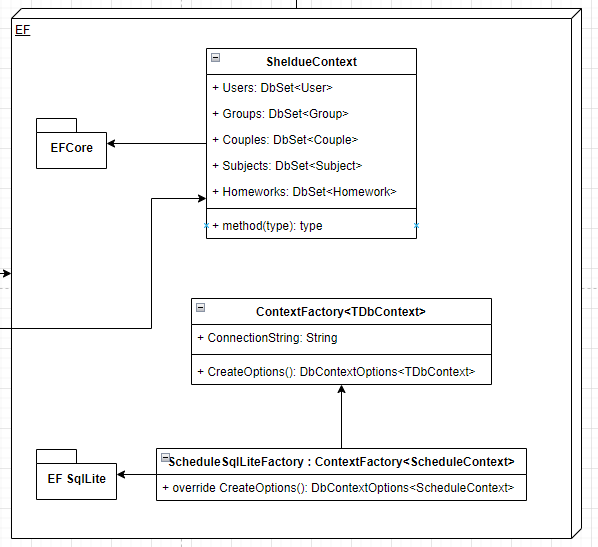 EF
SheldueContext
+ Users: DbSet<User>
+ Groups: DbSet<Group>
+ Couples: DbSet<Couple>
+ Subjects: DbSet<Subject>
+ Homeworks: DbSet<Homework>
+ method(type): type
EFCore
ContextFactory<TDbContext>
+ ConnectionString: String
+ CreateOptions(): DbContextOptions<TDbContext>
EF SqlLite
ScheduleSqlLiteFactory : ContextFactory<ScheduleContext>
+ override CreateOptions(): DbContextOptions<ScheduleContext>